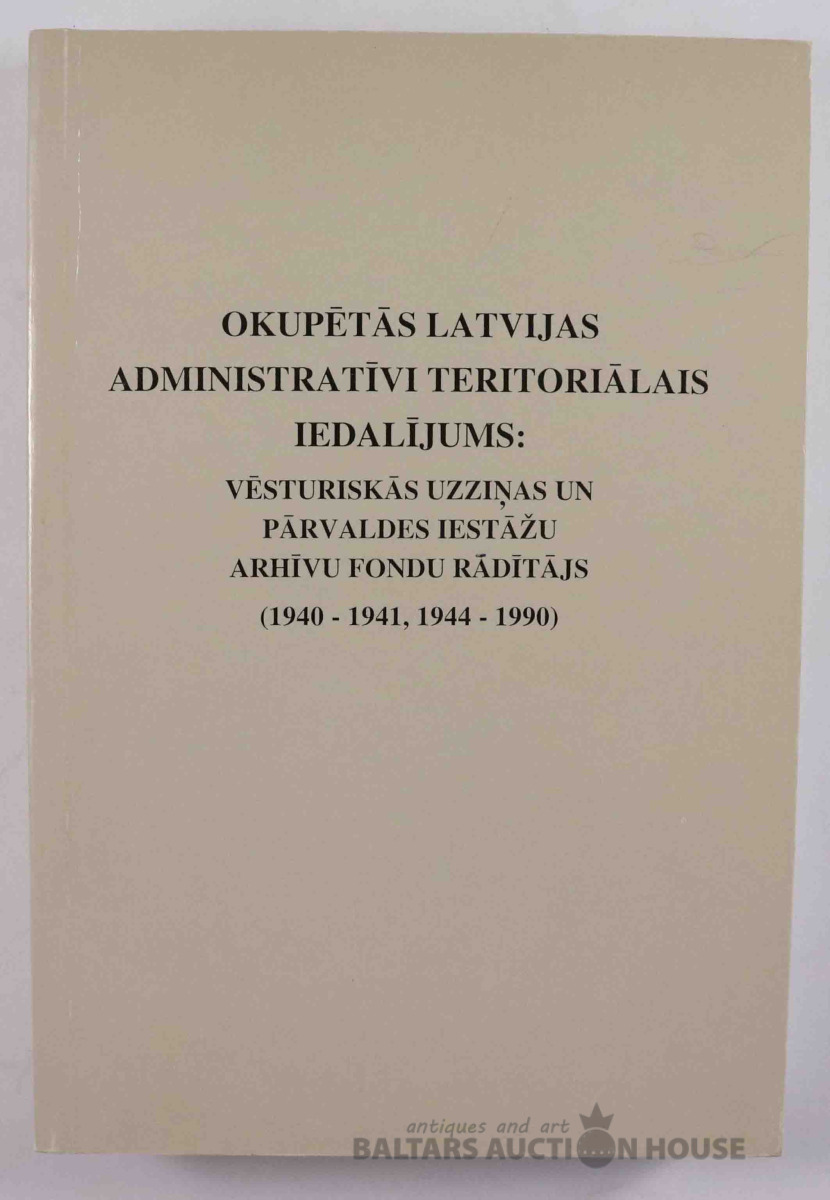 OKUPĒTĀS LATVIJAS
ADMINISTRATĪVI TERITORIĀLAIS
IEDALĪJUMS:
VĒSTURISKĀS UZZIŅAS UN
PĀRVALDES IESTĀŽU
ARHĪVU FONDU RĀDĪTĀJS
(1940 - 1941, 1944 - 1990)
antiques and art
BALTARS AUCTION HOUSE